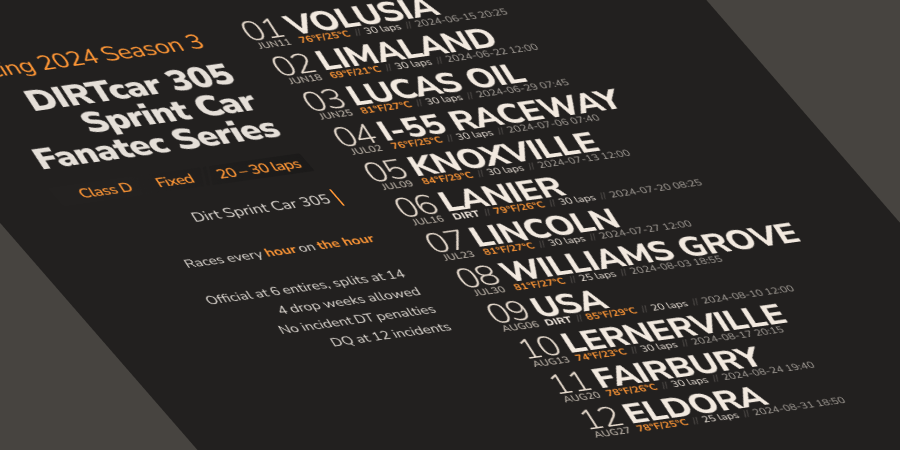 ing 2024 Season 3
DIRTcar 305
Sprint Car
Fanatec Series
Class D Fixed 20–30 laps
Dirt Sprint Car 305
Races every hour on the hour
Official at 6 entires, splits at 14
4 drop weeks allowed
No incident DT penalties
DQ at 12 incidents
01 VOLUSIA
JUN11 76°F/25°C // 30 laps // 2024-06-15 20:25
02 LIMALAND
JUN18 69°F/21°C // 30 laps // 2024-06-22 12:00
03 LUCAS OIL
JUN25 81°F/27°C // 30 laps // 2024-06-29 07:45
04 I-55 RACEWAY
JUL02 76°F/25°C // 30 laps // 2024-07-06 07:40
05 KNOXVILLE
JUL09 84°F/29°C // 30 laps // 2024-07-13 12:00
06 LANIER
JUL16 DIRT // 79°F/26°C // 30 laps // 2024-07-20 08:25
07 LINCOLN
JUL23 81°F/27°C // 30 laps // 2024-07-27 12:00
08 WILLIAMS GROVE
JUL30 81°F/27°C // 25 laps // 2024-08-03 18:55
09 USA
AUG06 DIRT // 85°F/29°C // 20 laps // 2024-08-10 12:00
10 LERNERVILLE
AUG13 74°F/23°C // 30 laps // 2024-08-17 20:15
11 FAIRBURY
AUG20 78°F/26°C // 30 laps // 2024-08-24 19:40
12 ELDORA
AUG27 78°F/25°C // 25 laps // 2024-08-31 18:50